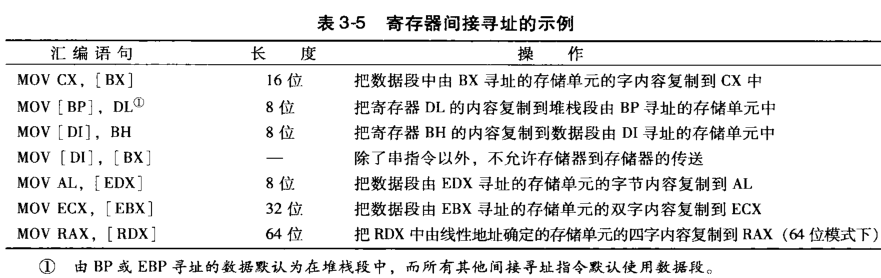 表 3-5 寄存器间接寻址的示例
汇编语句 长度 操作
MOV CX, [BX] 16 位 把数据段中由 BX 寻址的存储单元的字内容复制到 CX 中
MOV [BP], DL① 8 位 把寄存器 DL 的内容复制到堆栈段由 BP 寻址的存储单元中
MOV [DI], BH 8 位 把寄存器 BH 的内容复制到数据段由 DI 寻址的存储单元中
MOV [DI], [BX] — 除了串指令以外，不允许存储器到存储器的传送
MOV AL, [EDX] 8 位 把数据段由 EDX 寻址的存储单元的字节内容复制到 AL
MOV ECX, [EBX] 32 位 把数据段由 EBX 寻址的存储单元的双字内容复制到 ECX
MOV RAX, [RDX] 64 位 把 RDX 中由线性地址确定的存储单元的四字内容复制到 RAX（64 位模式下）
① 由 BP 或 EBP 寻址的数据默认为在堆栈段中，而所有其他间接寻址指令默认使用数据段。